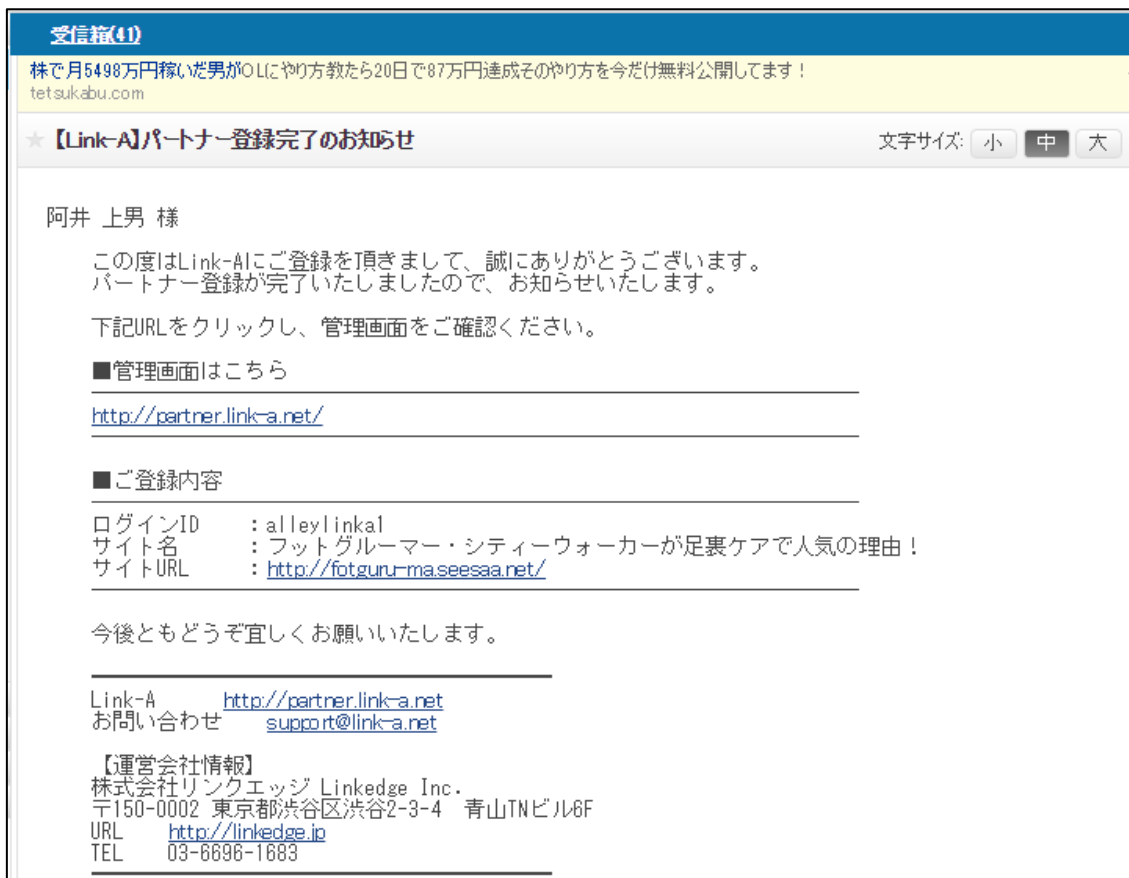 受信箱(41)
株で月5498万円稼いだ男がOLにやり方教たら20日で87万円達成そのやり方を今だけ無料公開してます!
tetsukabu.com
★【Link-A】パートナー登録完了のお知らせ 文字サイズ: 小 中 大
阿井 上男 様
この度はLink-Aにご登録を頂きまして、誠にありがとうございます。
パートナー登録が完了いたしましたので、お知らせいたします。
下記URLをクリックし、管理画面をご確認ください。
■管理画面はこちら
http://partner.link-a.net/
■ご登録内容
ログインID :alleylinka1
サイト名 :フットグルーマー・シティーウォーカーが足裏ケアで人気の理由!
サイトURL :http://fotguru-ma.seesaa.net/
今後ともどうぞ宜しくお願いいたします。
Link-A http://partner.link-a.net
お問い合わせ support@link-a.net
【運営会社情報】
株式会社リンクエッジ Linkedge Inc.
〒150-0002 東京都渋谷区渋谷2-3-4 青山TNビル6F
URL http://linkedge.jp
TEL 03-6696-1683